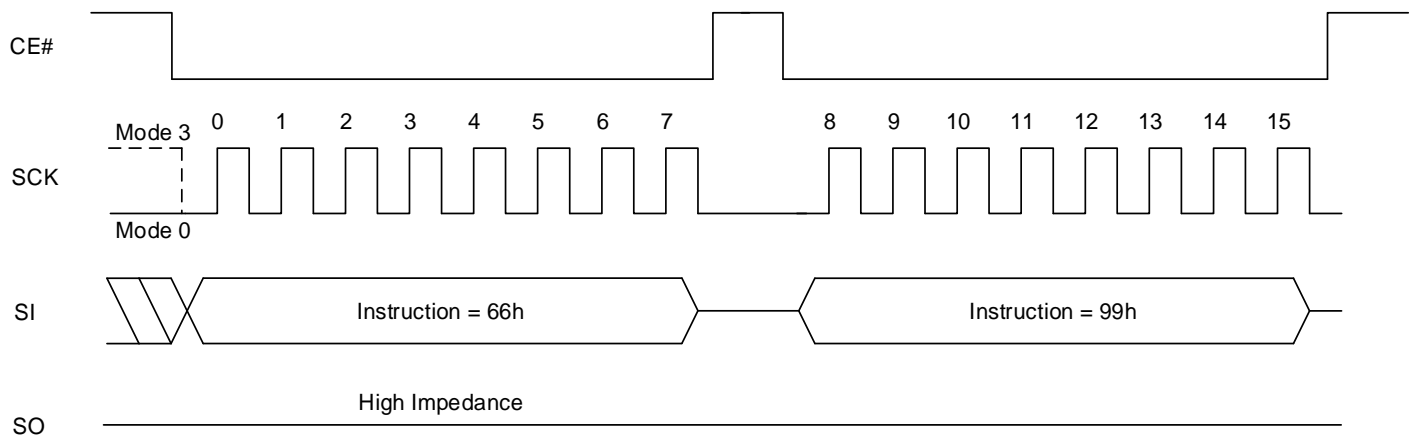 CE#
0 1 2 3 4 5 6 7 8 9 10 11 12 13 14 15
Mode 3
SCK
Mode 0
SI
Instruction = 66h
Instruction = 99h
High Impedance
SO